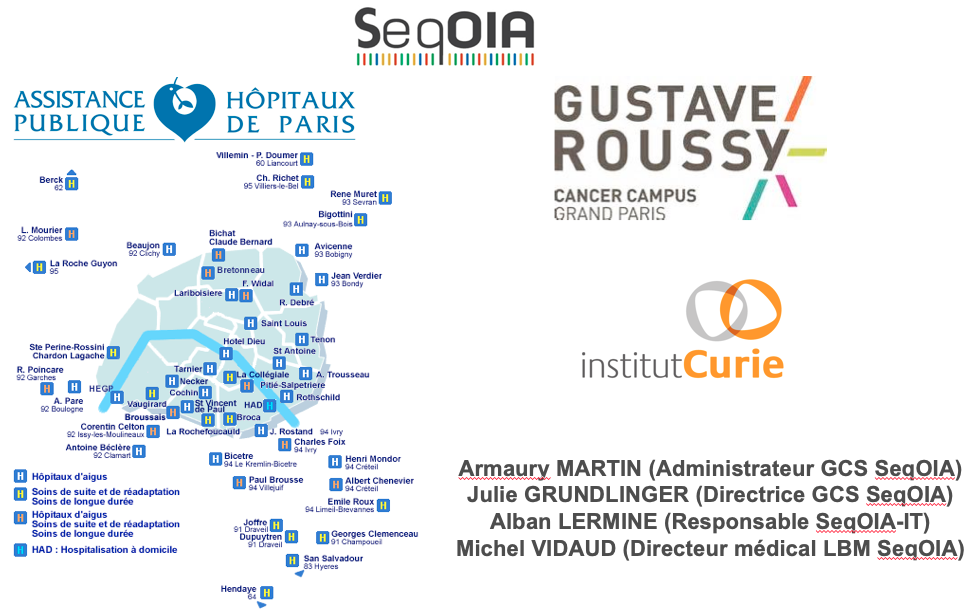 SeqOIA
ASSISTANCE
PUBLIQUE
HÔPITAUX
DE PARIS
GUSTAVE
ROUSSY
CANCER CAMPUS
GRAND PARIS
Villemin - P. Doumer
60 Liancourt
Ch. Richet
95 Villiers-le-Bel
Berck
62
Rene Muret
93 Sevran
Bigottini
93 Aulnay-sous-Bois
L. Mourier
92 Colombes
Beaujon
92 Clichy
Bichat
Claude Bernard
Avicenne
93 Bobigny
La Roche Guyon
95
Bretonneau
Jean Verdier
93 Bondy
F. Widal
Lariboisiere
R. Debré
Saint Louis
Hotel Dieu
Tenon
Ste Perine-Rossini
Chardon Lagache
St Antoine
R. Poincare
92 Garches
Tarnier
La Collégiale
A. Trousseau
Necker
Pitié-Salpetriere
HEGP
Cochin
Rothschild
A. Pare
92 Boulogne
Vaugirard
St Vincent
de Paul
HAD
Broussais
Broca
Corentin Celton
92 Issy-les-Moulineaux
La Rochefoucauld
J. Rostand 94 Ivry
Charles Foix
94 Ivry
Antoine Béclère
92 Clamart
Bicetre
94 Le Kremlin-Bicetre
Henri Mondor
94 Créteil
Paul Brousse
94 Villejuif
Albert Chenevier
94 Créteil
Emile Roux
94 Limeil-Brevannes
Joffre
91 Draveil
Dupuytren
91 Draveil
Georges Clemenceau
91 Champcueil
San Salvadour
83 Hyeres
Hendaye
64
H Hôpitaux d'aigus
H Soins de suite et de réadaptation
Soins de longue durée
H Hôpitaux d'aigus
Soins de suite et de réadaptation
Soins de longue durée
H HAD : Hospitalisation à domicile
institutCurie
Armaury MARTIN (Administrateur GCS SeqOIA)
Julie GRUNDLINGER (Directrice GCS SeqOIA)
Alban LERMINE (Responsable SeqOIA-IT)
Michel VIDAUD (Directeur médical LBM SeqOIA)